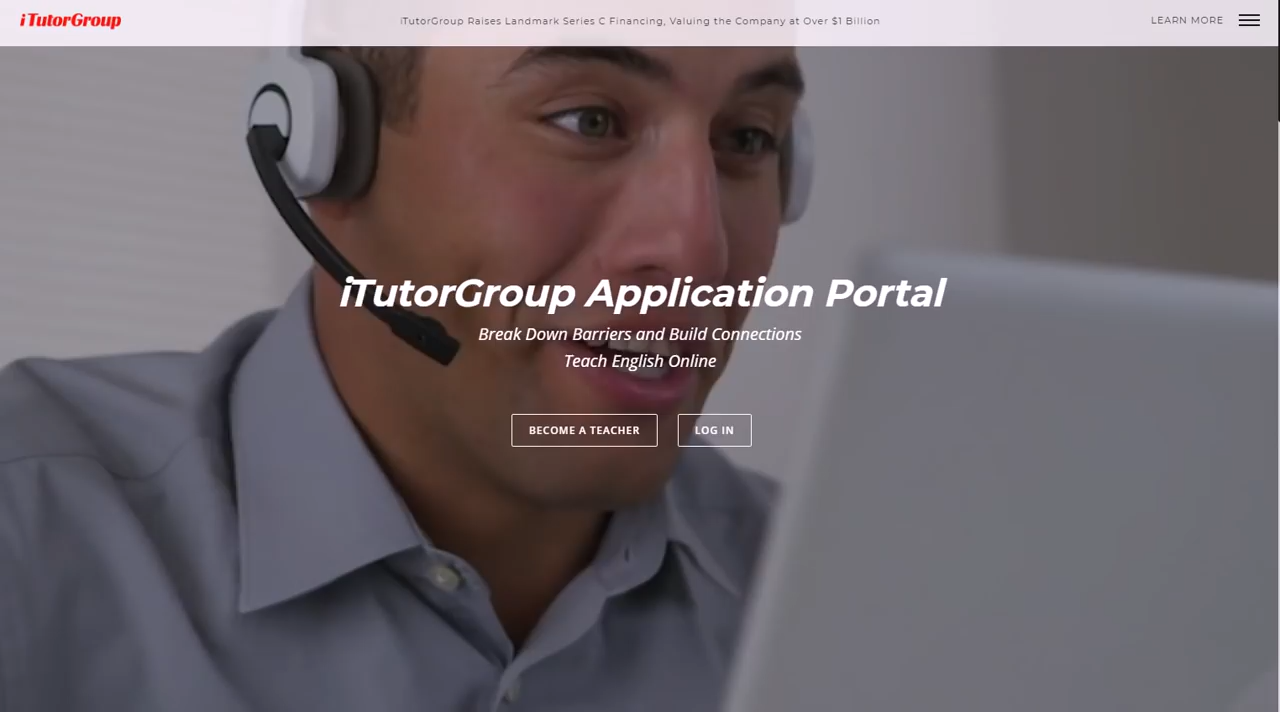 iTutorGroup
iTutorGroup Raises Landmark Series C Financing, Valuing the Company at Over $1 Billion
LEARN MORE
iTutorGroup Application Portal
Break Down Barriers and Build Connections
Teach English Online
BECOME A TEACHER
LOG IN